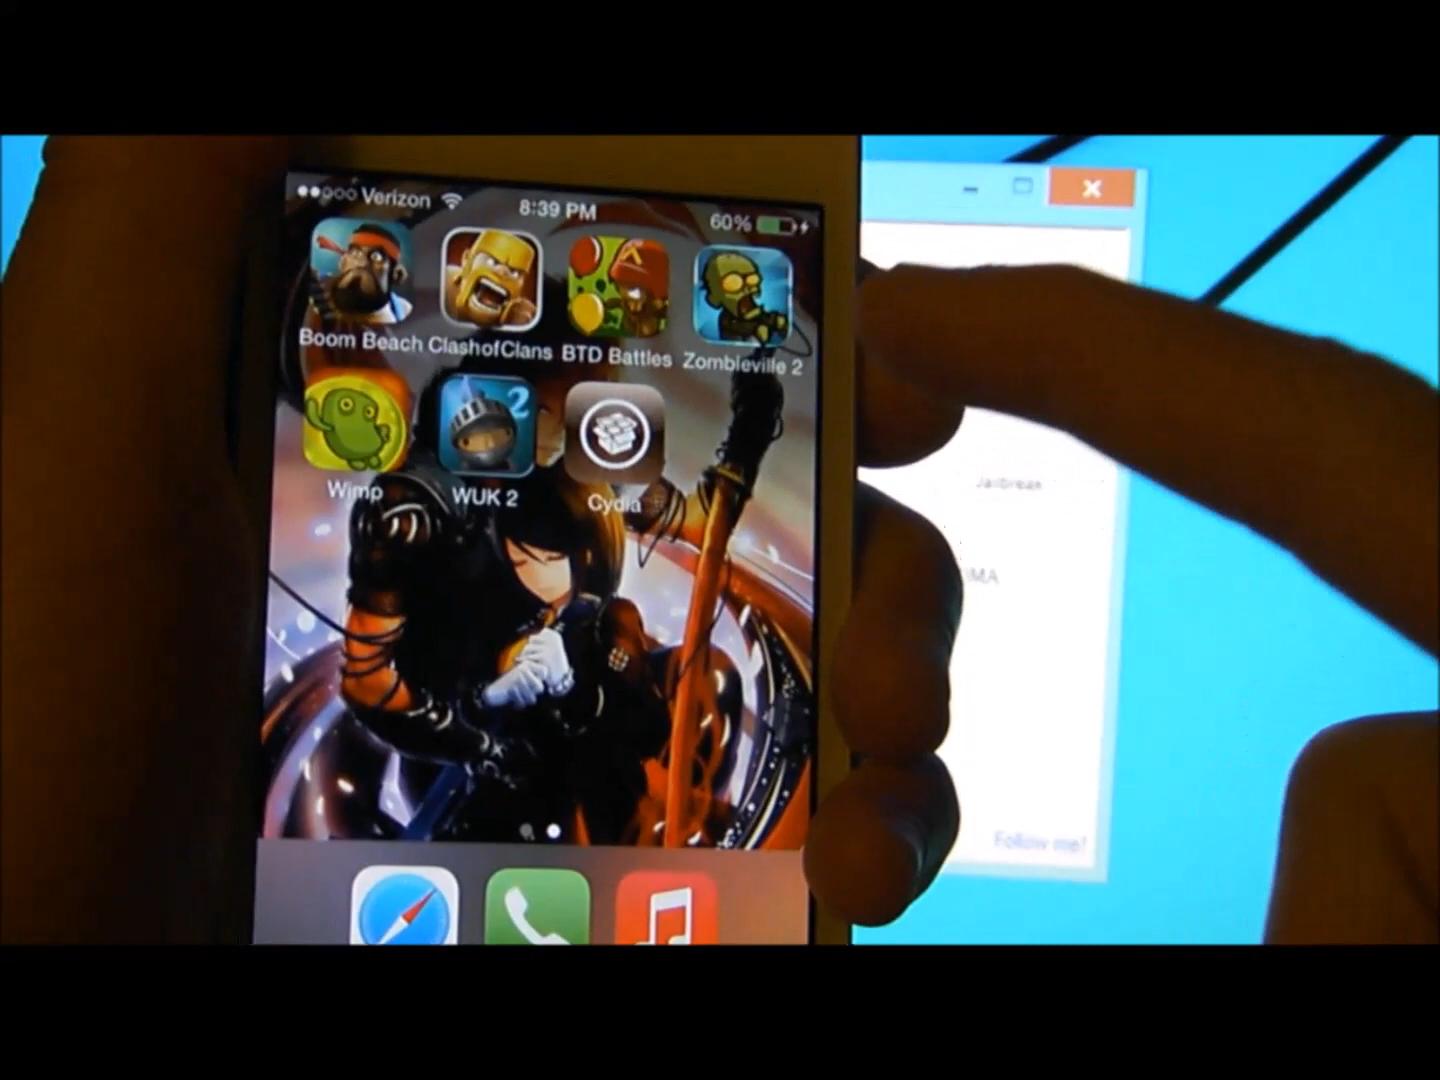 Verizon 8:39 PM 60%
Boom Beach ClashofClans BTD Battles Zombieville 2
2
Wimp WUK 2 Cydia
Jailbreak
Follow me!